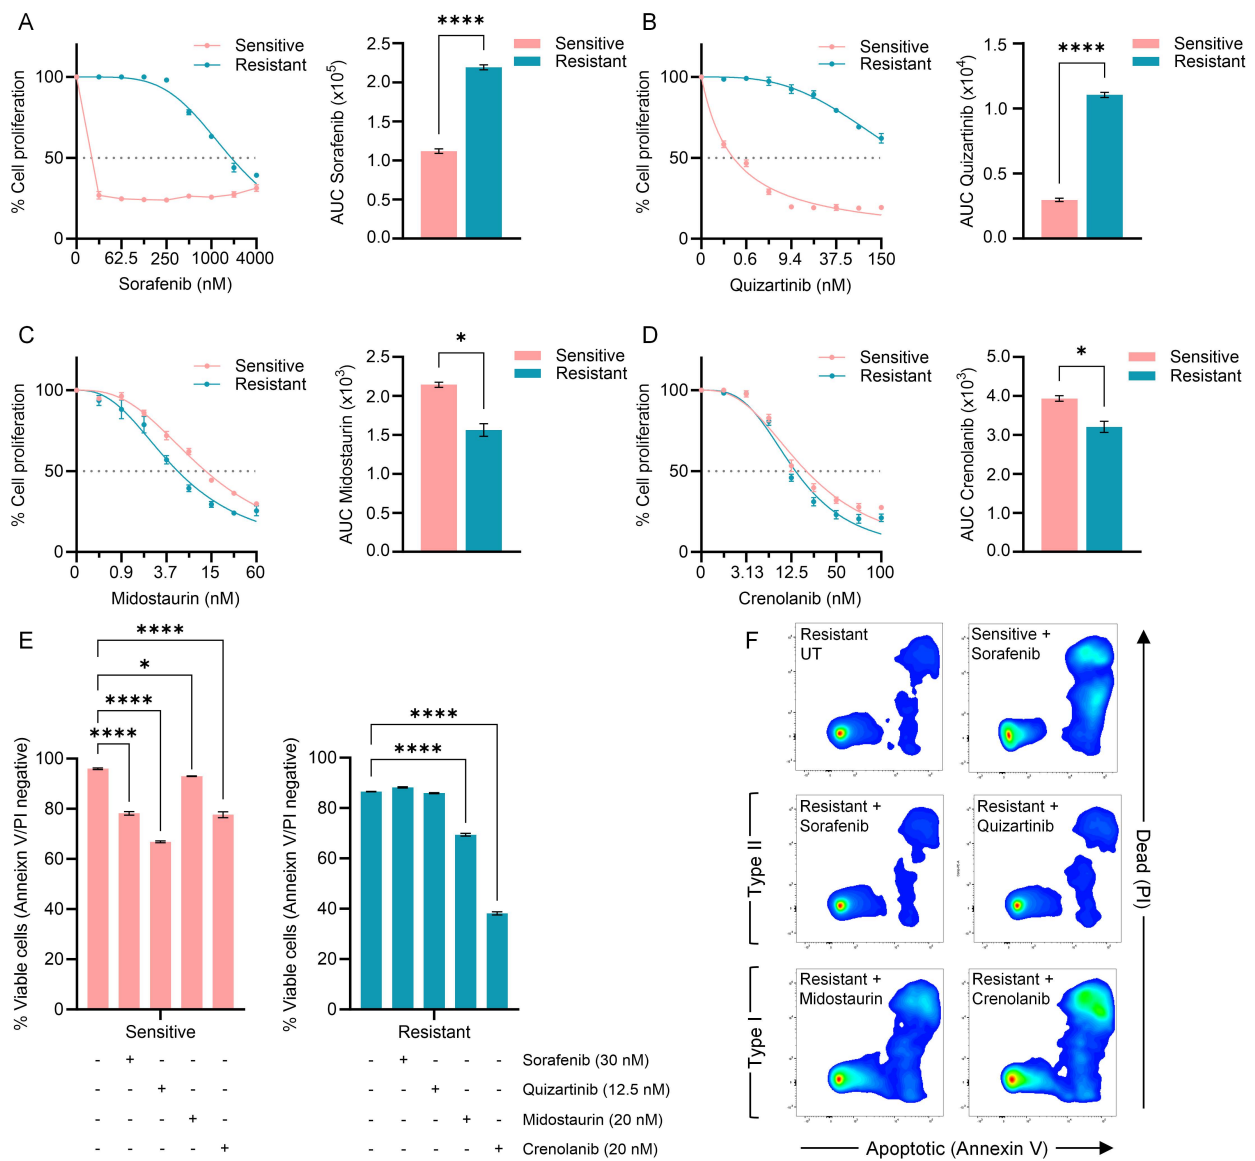 A
Sensitive
Resistant
% Cell proliferation
100
50
0
0 62.5 250 1000 4000
Sorafenib (nM)
****
Sensitive
Resistant
AUC Sorafenib (x10⁵)
2.5
2.0
1.5
1.0
0.5
0.0
B
Sensitive
Resistant
% Cell proliferation
100
50
0
0 0.6 9.4 37.5 150
Quizartinib (nM)
****
Sensitive
Resistant
AUC Quizartinib (x10⁴)
1.5
1.0
0.5
0.0
C
Sensitive
Resistant
% Cell proliferation
100
50
0
0 0.9 3.7 15 60
Midostaurin (nM)
*
Sensitive
Resistant
AUC Midostaurin (x10³)
2.5
2.0
1.5
1.0
0.5
0.0
D
Sensitive
Resistant
% Cell proliferation
100
50
0
0 3.13 12.5 50 100
Crenolanib (nM)
*
Sensitive
Resistant
AUC Crenolanib (x10³)
5.0
4.0
3.0
2.0
1.0
0.0
E
****
*
****
****
% Viable cells (Anneixn V/PI negative)
100
80
60
40
20
0
Sensitive
****
****
% Viable cells (Annexin V/PI negative)
100
80
60
40
20
0
Resistant
- + - - - - + - - - Sorafenib (30 nM)
- - + - - - - + - - Quizartinib (12.5 nM)
- - - + - - - - + - Midostaurin (20 nM)
- - - - + - - - - + Crenolanib (20 nM)
F
Resistant
UT
Sensitive +
Sorafenib
Type II
Resistant +
Sorafenib
Resistant +
Quizartinib
Type I
Resistant +
Midostaurin
Resistant +
Crenolanib
Dead (PI)
Apoptotic (Annexin V)